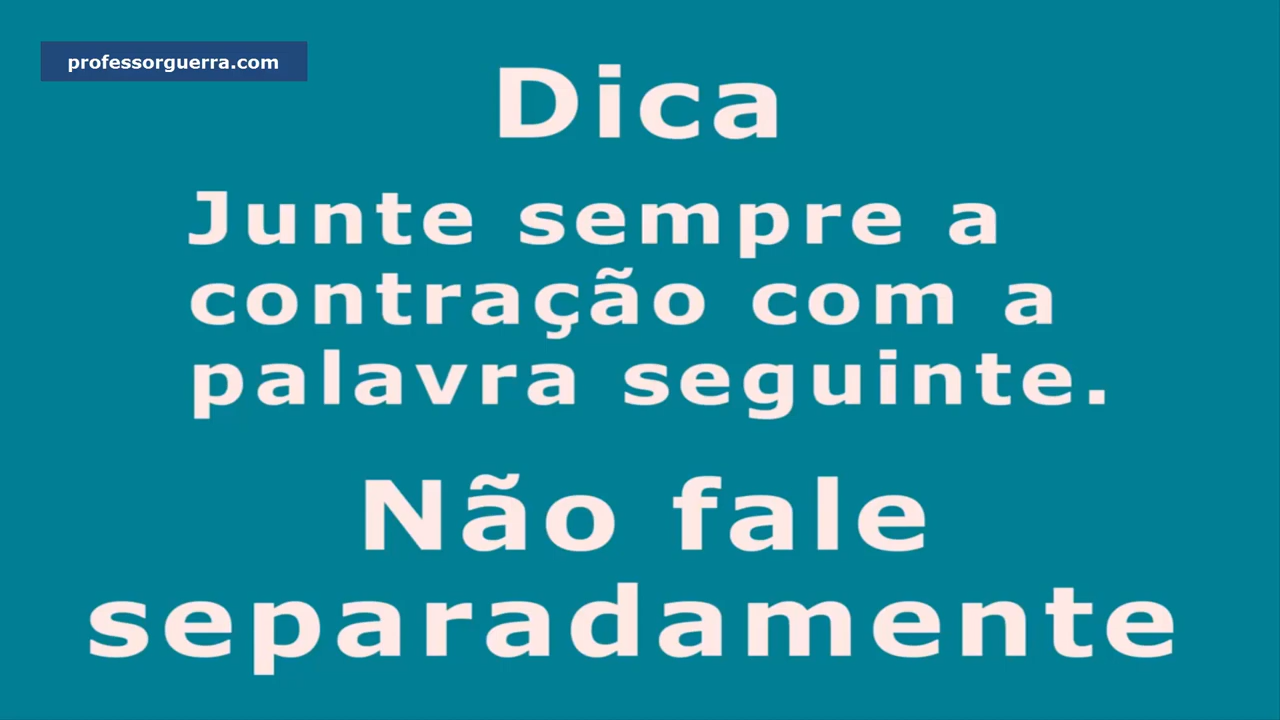 professorguerra.com
Dica
Junte sempre a
contração com a
palavra seguinte.
Não fale
separadamente